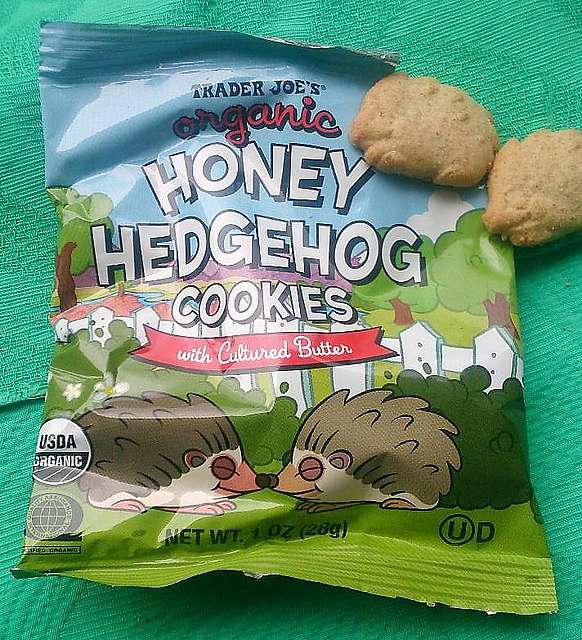 TRADER JOE'S
organic
HONEY
HEDGEHOG
COOKIES
with Cultured Butter
USDA
ORGANIC
NET WT. 1 OZ (28g)
U D